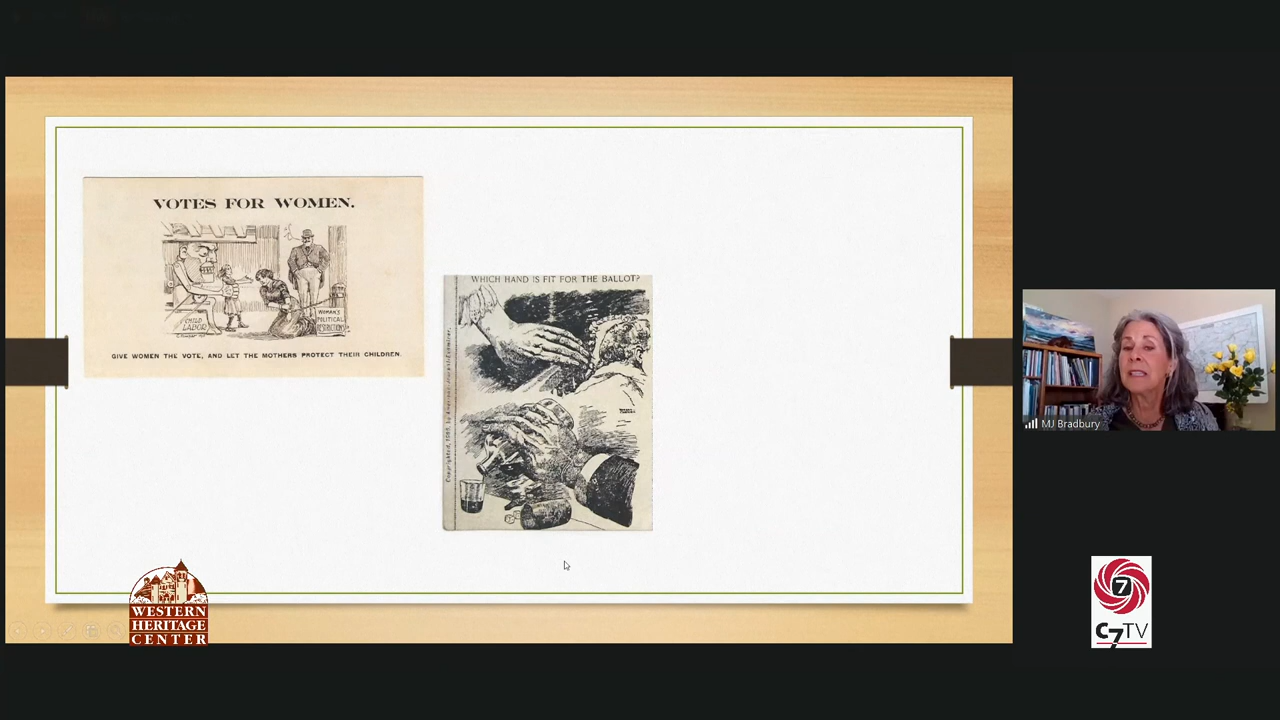 VOTES FOR WOMEN.
CHILD
LABOR
WOMAN'S
POLITICAL
RESTRICTIONS
GIVE WOMEN THE VOTE, AND LET THE MOTHERS PROTECT THEIR CHILDREN.
WHICH HAND IS FIT FOR THE BALLOT?
MJ Bradbury
WESTERN
HERITAGE
CENTER
7
C7TV